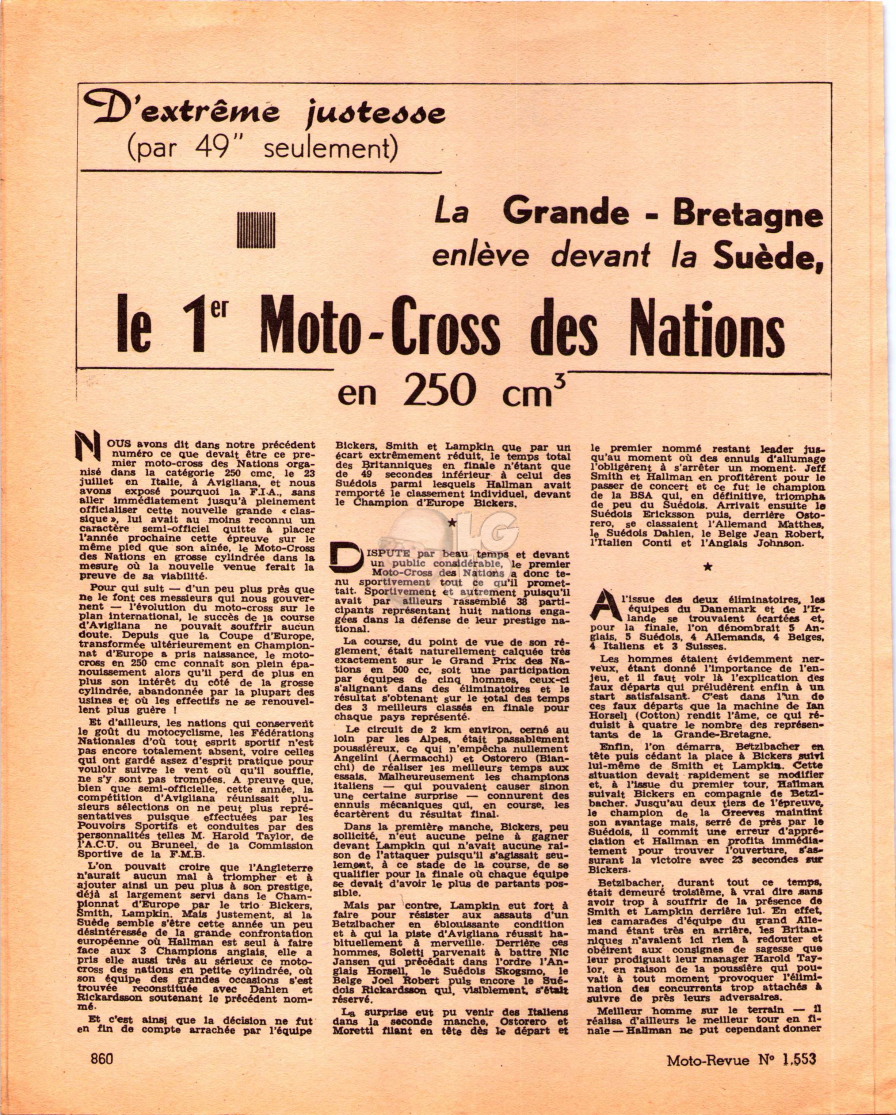 D'extrême justesse
(par 49" seulement)
La Grande - Bretagne
enlève devant la Suède,
le 1er Moto-Cross des Nations
en 250 cm³
NOUS avons dit dans notre précédent
numéro ce que devait être ce pre-
mier moto-cross des Nations orga-
nisé dans la catégorie 250 cmc, le 23
juillet en Italie, à Avigliana, et nous
avons exposé pourquoi la F.I.A., sans
aller immédiatement jusqu'à pleinement
officialiser cette nouvelle grande « clas-
sique », lui avait au moins reconnu un
caractère semi-officiel quitte à placer
l'année prochaine cette épreuve sur le
même pied que son aînée, le Moto-Cross
des Nations en grosse cylindrée dans la
mesure où la nouvelle venue ferait la
preuve de sa viabilité.
Pour qui suit — d'un peu plus près que
ne le font ces messieurs qui nous gouver-
nent — l'évolution du moto-cross sur le
plan international, le succès de la course
d'Avigliana ne pouvait souffrir aucun
doute. Depuis que la Coupe d'Europe,
transformée ultérieurement en Champion-
nat d'Europe a pris naissance, le moto-
cross en 250 cmc connaît son plein épa-
nouissement alors qu'il perd de plus en
plus son intérêt du côté de la grosse
cylindrée, abandonnée par la plupart des
usines et où les effectifs ne se renouvel-
lent plus guère !
Et d'ailleurs, les nations qui conservent
le goût du motocyclisme, les Fédérations
Nationales d'où tout esprit sportif n'est
pas encore totalement absent, voire celles
qui ont gardé assez d'esprit pratique pour
vouloir suivre le vent où qu'il souffle,
ne s'y sont pas trompées. A preuve que,
bien que semi-officielle, cette année, la
compétition d'Avigliana réunissait plu-
sieurs sélections on ne peut plus repré-
sentatives puisque effectuées par les
Pouvoirs Sportifs et conduites par des
personnalités telles M. Harold Taylor, de
l'A.C.U. ou Bruneel, de la Commission
Sportive de la F.M.B.
L'on pouvait croire que l'Angleterre
n'aurait aucun mal à triompher et à
ajouter ainsi un peu plus à son prestige,
déjà si largement servi dans le Cham-
pionnat d'Europe par le trio Bickers,
Smith, Lampkin. Mais justement, si la
Suède semble s'être cette année un peu
désintéressée de la grande confrontation
européenne où Hallman est seul à faire
face aux 3 Champions anglais, elle a
pris elle aussi très au sérieux ce moto-
cross des nations en petite cylindrée, où
son équipe des grandes occasions s'est
trouvée reconstituée avec Dahlen et
Rickardsson soutenant le précédent nom-
mé.
Et c'est ainsi que la décision ne fut
en fin de compte arrachée par l'équipe
Bickers, Smith et Lampkin que par un
écart extrêmement réduit, le temps total
des Britanniques en finale n'étant que
de 49 secondes inférieur à celui des
Suédois parmi lesquels Hallman avait
remporté le classement individuel, devant
le Champion d'Europe Bickers.
★
DISPUTE par beau temps et devant
un public considérable, le premier
Moto-Cross des Nations a donc te-
nu sportivement tout ce qu'il promet-
tait. Sportivement et autrement puisqu'il
avait par ailleurs rassemblé 38 parti-
cipants représentant huit nations enga-
gées dans la défense de leur prestige na-
tional.
La course, du point de vue de son ré-
glement, était naturellement calquée très
exactement sur le Grand Prix des Na-
tions en 500 cc, soit une participation
par équipes de cinq hommes, ceux-ci
s'alignant dans des éliminatoires et le
résultat s'obtenant sur le total des temps
des 3 meilleurs classés en finale pour
chaque pays représenté.
Le circuit de 2 km environ, cerné au
loin par les Alpes, était passablement
poussiéreux, ce qui n'empêcha nullement
Angelini (Aermacchi) et Ostorero (Bian-
chi) de réaliser les meilleurs temps aux
essais. Malheureusement les champions
italiens — qui pouvaient causer sinon
une certaine surprise — connurent des
ennuis mécaniques qui, en course, les
écartèrent du résultat final.
Dans la première manche, Bickers, peu
sollicité, n'eut aucune peine à gagner
devant Lampkin qui n'avait aucune rai-
son de l'attaquer puisqu'il s'agissait seu-
lement, à ce stade de la course, de se
qualifier pour la finale où chaque équipe
se devait d'avoir le plus de partants pos-
sible.
Mais par contre, Lampkin eut fort à
faire pour résister aux assauts d'un
Betzlbacher en éblouissante condition
et à qui la piste d'Avigliana réussit ha-
bituellement à merveille. Derrière ces
hommes, Soletti parvenait à battre Nic
Jansen qui précédait dans l'ordre l'An-
glais Horsell, le Suédois Skogsmo, le
Belge Joel Robert puis encore le Sué-
dois Rickardsson qui, visiblement, s'était
réservé.
La surprise eut pu venir des Italiens
dans la seconde manche, Ostorero et
Moretti filant en tête dès le départ et
le premier nommé restant leader jus-
qu'au moment où des ennuis d'allumage
l'obligèrent à s'arrêter un moment. Jeff
Smith et Hallman en profitèrent pour le
passer de concert et ce fut le champion
de la BSA qui, en définitive, triompha
de peu du Suédois. Arrivait ensuite le
Suédois Ericksson puis, derrière Osto-
rero, se classaient l'Allemand Matthes,
le Suédois Dahlen, le Belge Jean Robert,
l'Italien Conti et l'Anglais Johnson.
★
A l'issue des deux éliminatoires, les
équipes du Danemark et de l'Ir-
lande se trouvaient écartées et,
pour la finale, l'on dénombrait 5 An-
glais, 5 Suédois, 4 Allemands, 4 Belges,
4 Italiens et 3 Suisses.
Les hommes étaient évidemment ner-
veux, étant donné l'importance de l'en-
jeu, et il faut voir là l'explication des
faux départs qui préludèrent enfin à un
start satisfaisant. C'est dans l'un de
ces faux départs que la machine de Ian
Horsell (Cotton) rendit l'âme, ce qui ré-
duisit à quatre le nombre des représen-
tants de la Grande-Bretagne.
Enfin, l'on démarra, Betzlbacher en
tête puis cédant la place à Bickers suivi
lui-même de Smith et Lampkin. Cette
situation devait rapidement se modifier
et, à l'issue du premier tour, Hallman
suivait Bickers en compagnie de Betzl-
bacher. Jusqu'au deux tiers de l'épreuve,
le champion de la Greeves maintint
son avantage mais, serré de près par le
Suédois, il commit une erreur d'appré-
ciation et Hallman en profita immédia-
tement pour trouver l'ouverture, s'as-
surant la victoire avec 23 secondes sur
Bickers.
Betzlbacher, durant tout ce temps,
était demeuré troisième, à vrai dire sans
avoir trop à souffrir de la présence de
Smith et Lampkin derrière lui. En effet,
les camarades d'équipe du grand Alle-
mand étant très en arrière, les Britan-
niques n'avaient ici rien à redouter et
obéirent aux consignes de sagesse que
leur prodiguait leur manager Harold Tay-
lor, en raison de la poussière qui pou-
vait à tout moment provoquer l'élimi-
nation de concurrents trop attachés à
suivre de près leurs adversaires.
Meilleur homme sur le terrain — il
réalisa d'ailleurs le meilleur tour en fi-
nale — Hallman ne put cependant donner
860
Moto-Revue N° 1.553